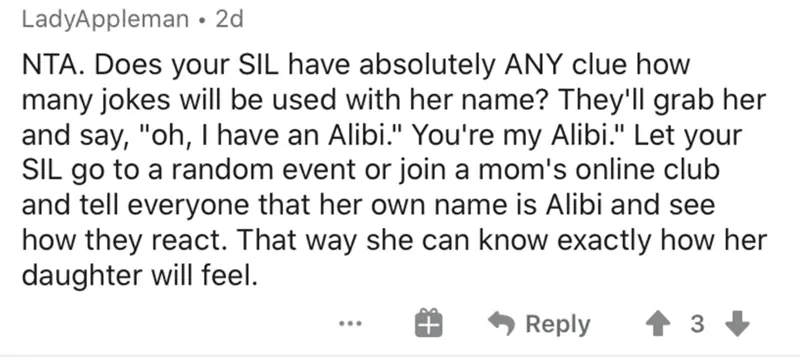 LadyAppleman • 2d
NTA. Does your SIL have absolutely ANY clue how
many jokes will be used with her name? They'll grab her
and say, "oh, I have an Alibi." You're my Alibi." Let your
SIL go to a random event or join a mom's online club
and tell everyone that her own name is Alibi and see
how they react. That way she can know exactly how her
daughter will feel.
... Reply 3